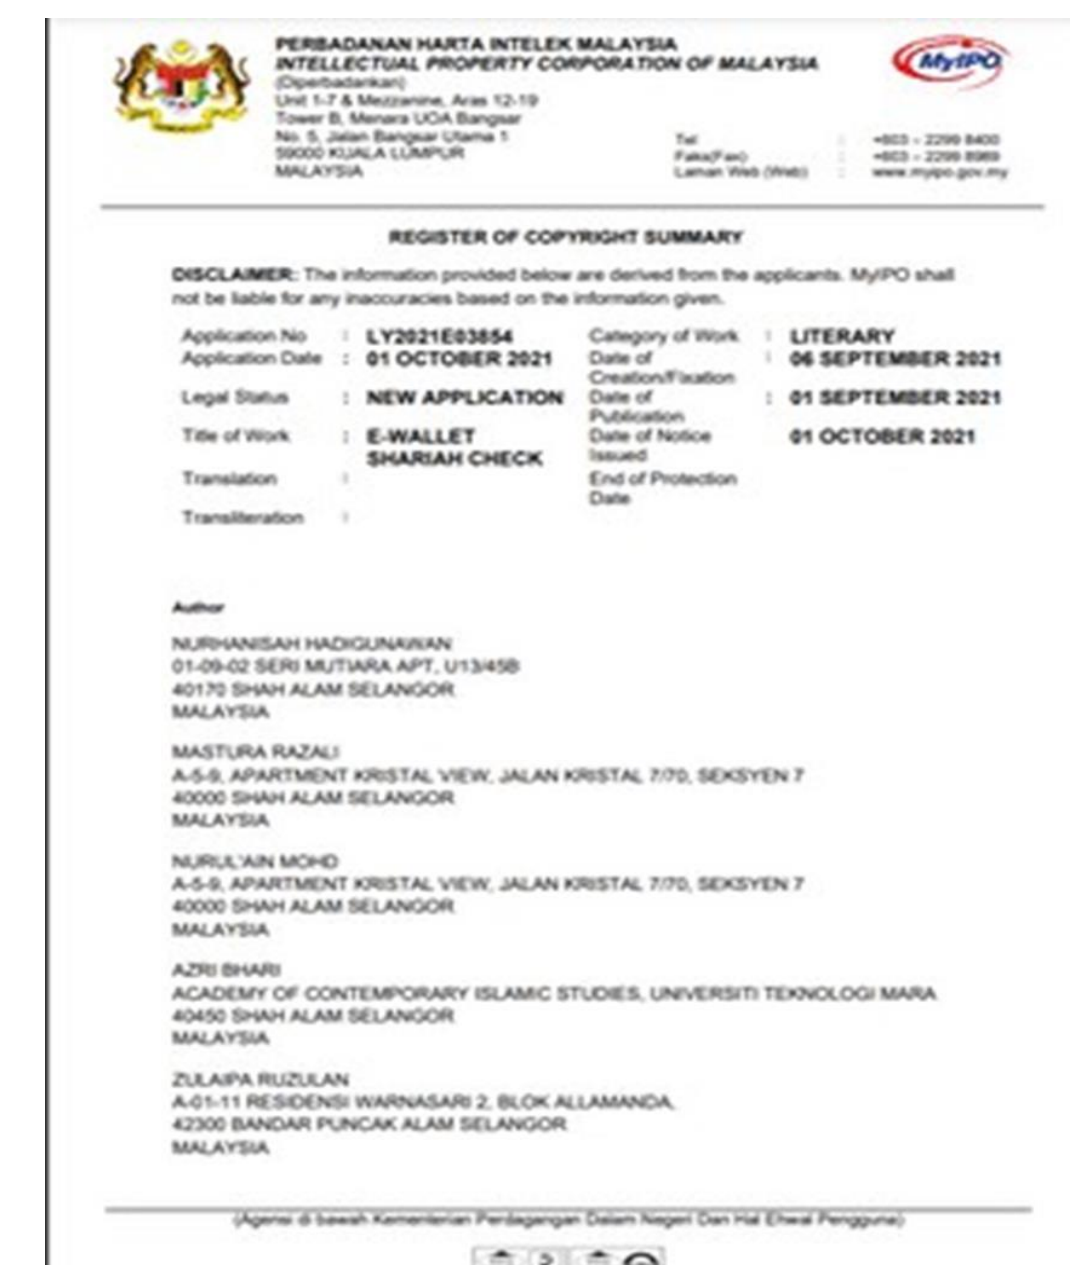 PERBADANAN HARTA INTELEK MALAYSIA
INTELLECTUAL PROPERTY CORPORATION OF MALAYSIA
(Diperbadankan)
Unit 1-7 & Mezzanine, Aras 12-19
Tower B, Menara UOA Bangsar
No. 5, Jalan Bangsar Utama 1
59000 KUALA LUMPUR
MALAYSIA
MyIPO
Tel : +603 – 2299 8400
Faks(Fax) : +603 – 2299 8989
Laman Web (Web) : www.myipo.gov.my
REGISTER OF COPYRIGHT SUMMARY
DISCLAIMER: The information provided below are derived from the applicants. MyIPO shall
not be liable for any inaccuracies based on the information given.
Application No : LY2021E03854
Application Date : 01 OCTOBER 2021
Legal Status : NEW APPLICATION
Title of Work : E-WALLET
SHARIAH CHECK
Translation :
Transliteration :
Category of Work : LITERARY
Date of : 06 SEPTEMBER 2021
Creation/Fixation
Date of : 01 SEPTEMBER 2021
Publication
Date of Notice 01 OCTOBER 2021
Issued
End of Protection
Date
Author
NURHANISAH HADIGUNAWAN
01-09-02 SERI MUTIARA APT, U13/45B
40170 SHAH ALAM SELANGOR
MALAYSIA
MASTURA RAZALI
A-5-9, APARTMENT KRISTAL VIEW, JALAN KRISTAL 7/70, SEKSYEN 7
40000 SHAH ALAM SELANGOR
MALAYSIA
NURUL'AIN MOHD
A-5-9, APARTMENT KRISTAL VIEW, JALAN KRISTAL 7/70, SEKSYEN 7
40000 SHAH ALAM SELANGOR
MALAYSIA
AZRI BHARI
ACADEMY OF CONTEMPORARY ISLAMIC STUDIES, UNIVERSITI TEKNOLOGI MARA
40450 SHAH ALAM SELANGOR
MALAYSIA
ZULAIPA RUZULAN
A-01-11 RESIDENSI WARNASARI 2, BLOK ALLAMANDA,
42300 BANDAR PUNCAK ALAM SELANGOR
MALAYSIA
(Agensi di bawah Kementerian Perdagangan Dalam Negeri Dan Hal Ehwal Pengguna)